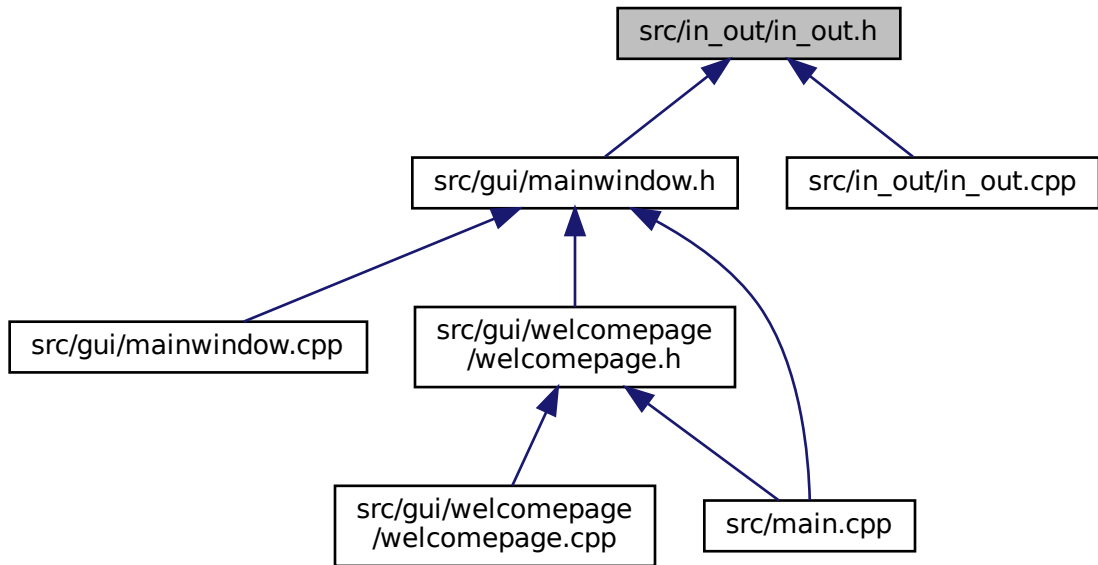 src/in_out/in_out.h
src/gui/mainwindow.h
src/in_out/in_out.cpp
src/gui/mainwindow.cpp
src/gui/welcomepage
/welcomepage.h
src/gui/welcomepage
/welcomepage.cpp
src/main.cpp